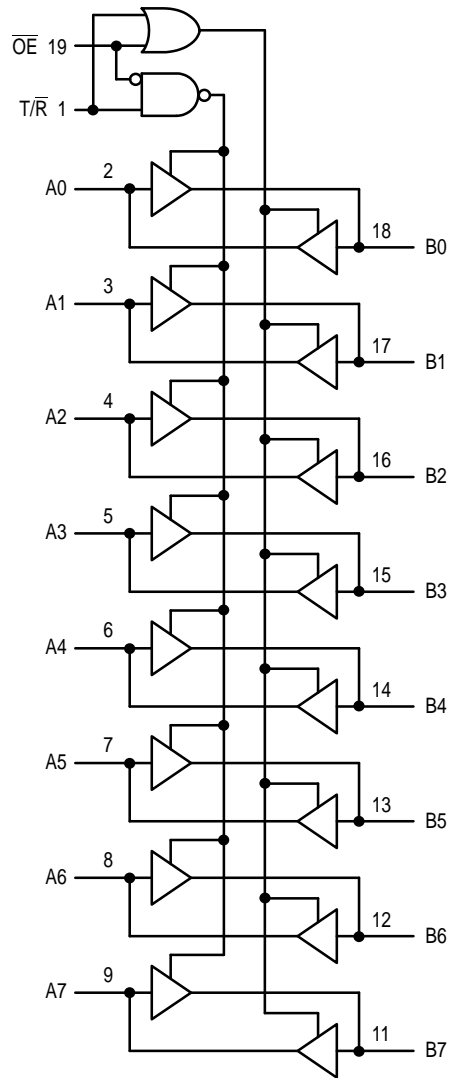 O̅E̅ 19
T/R̅ 1
A0 2
18 B0
A1 3
17 B1
A2 4
16 B2
A3 5
15 B3
A4 6
14 B4
A5 7
13 B5
A6 8
12 B6
A7 9
11 B7